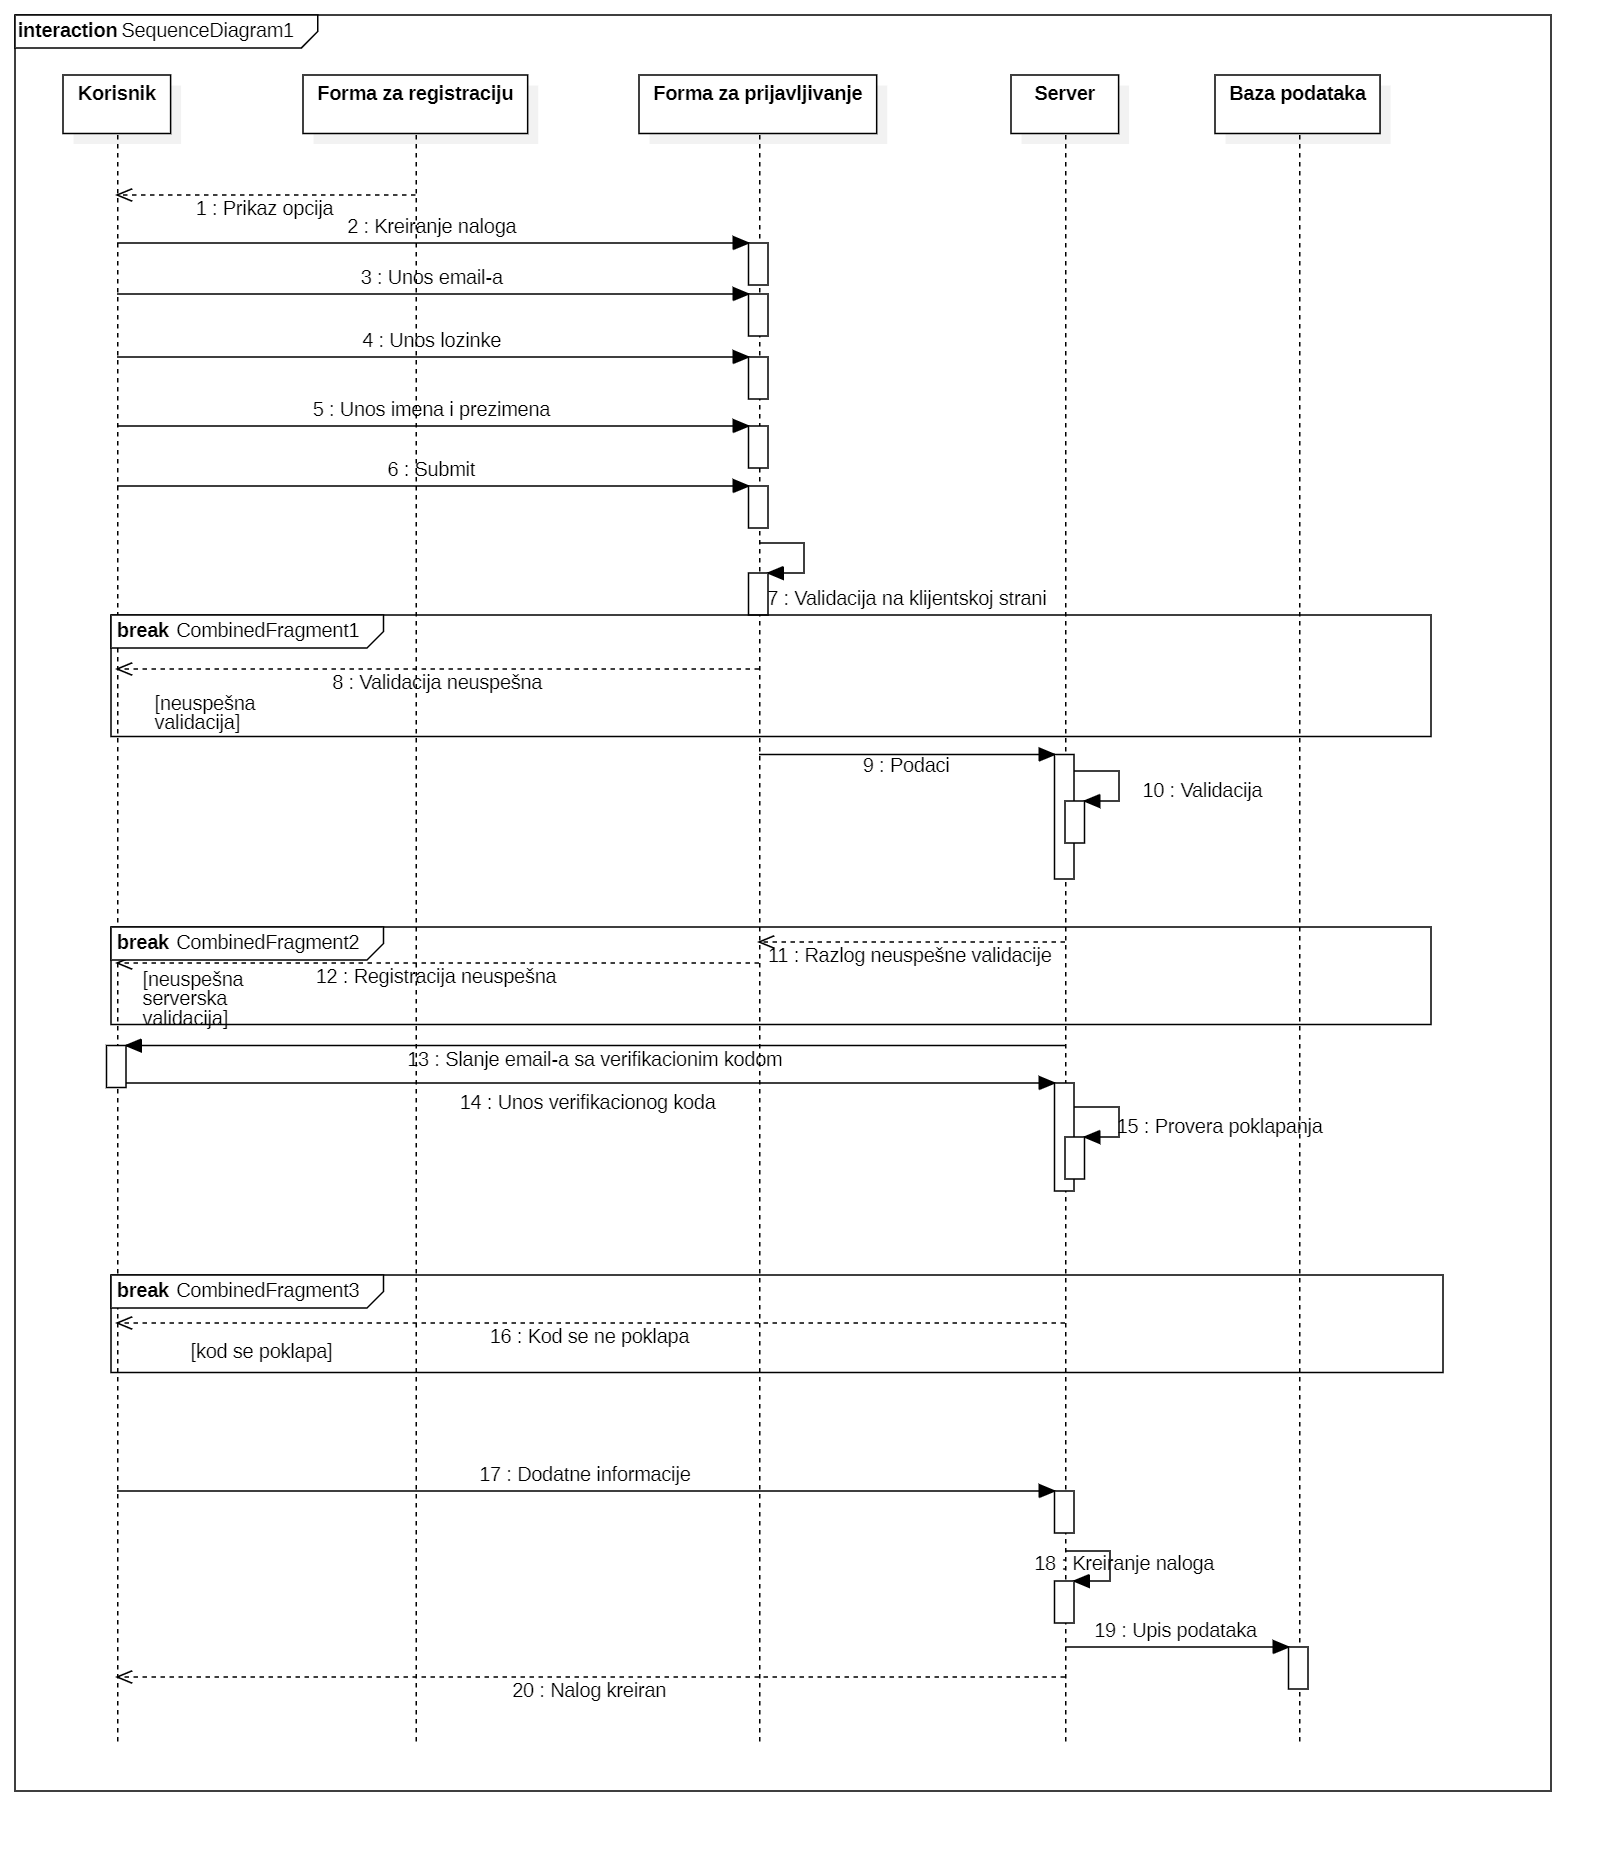 interaction SequenceDiagram1
Korisnik
Forma za registraciju
Forma za prijavljivanje
Server
Baza podataka
1 : Prikaz opcija
2 : Kreiranje naloga
3 : Unos email-a
4 : Unos lozinke
5 : Unos imena i prezimena
6 : Submit
7 : Validacija na klijentskoj strani
break CombinedFragment1
8 : Validacija neuspešna
[neuspešna
validacija]
9 : Podaci
10 : Validacija
break CombinedFragment2
11 : Razlog neuspešne validacije
12 : Registracija neuspešna
[neuspešna
serverska
validacija]
13 : Slanje email-a sa verifikacionim kodom
14 : Unos verifikacionog koda
15 : Provera poklapanja
break CombinedFragment3
16 : Kod se ne poklapa
[kod se poklapa]
17 : Dodatne informacije
18 : Kreiranje naloga
19 : Upis podataka
20 : Nalog kreiran